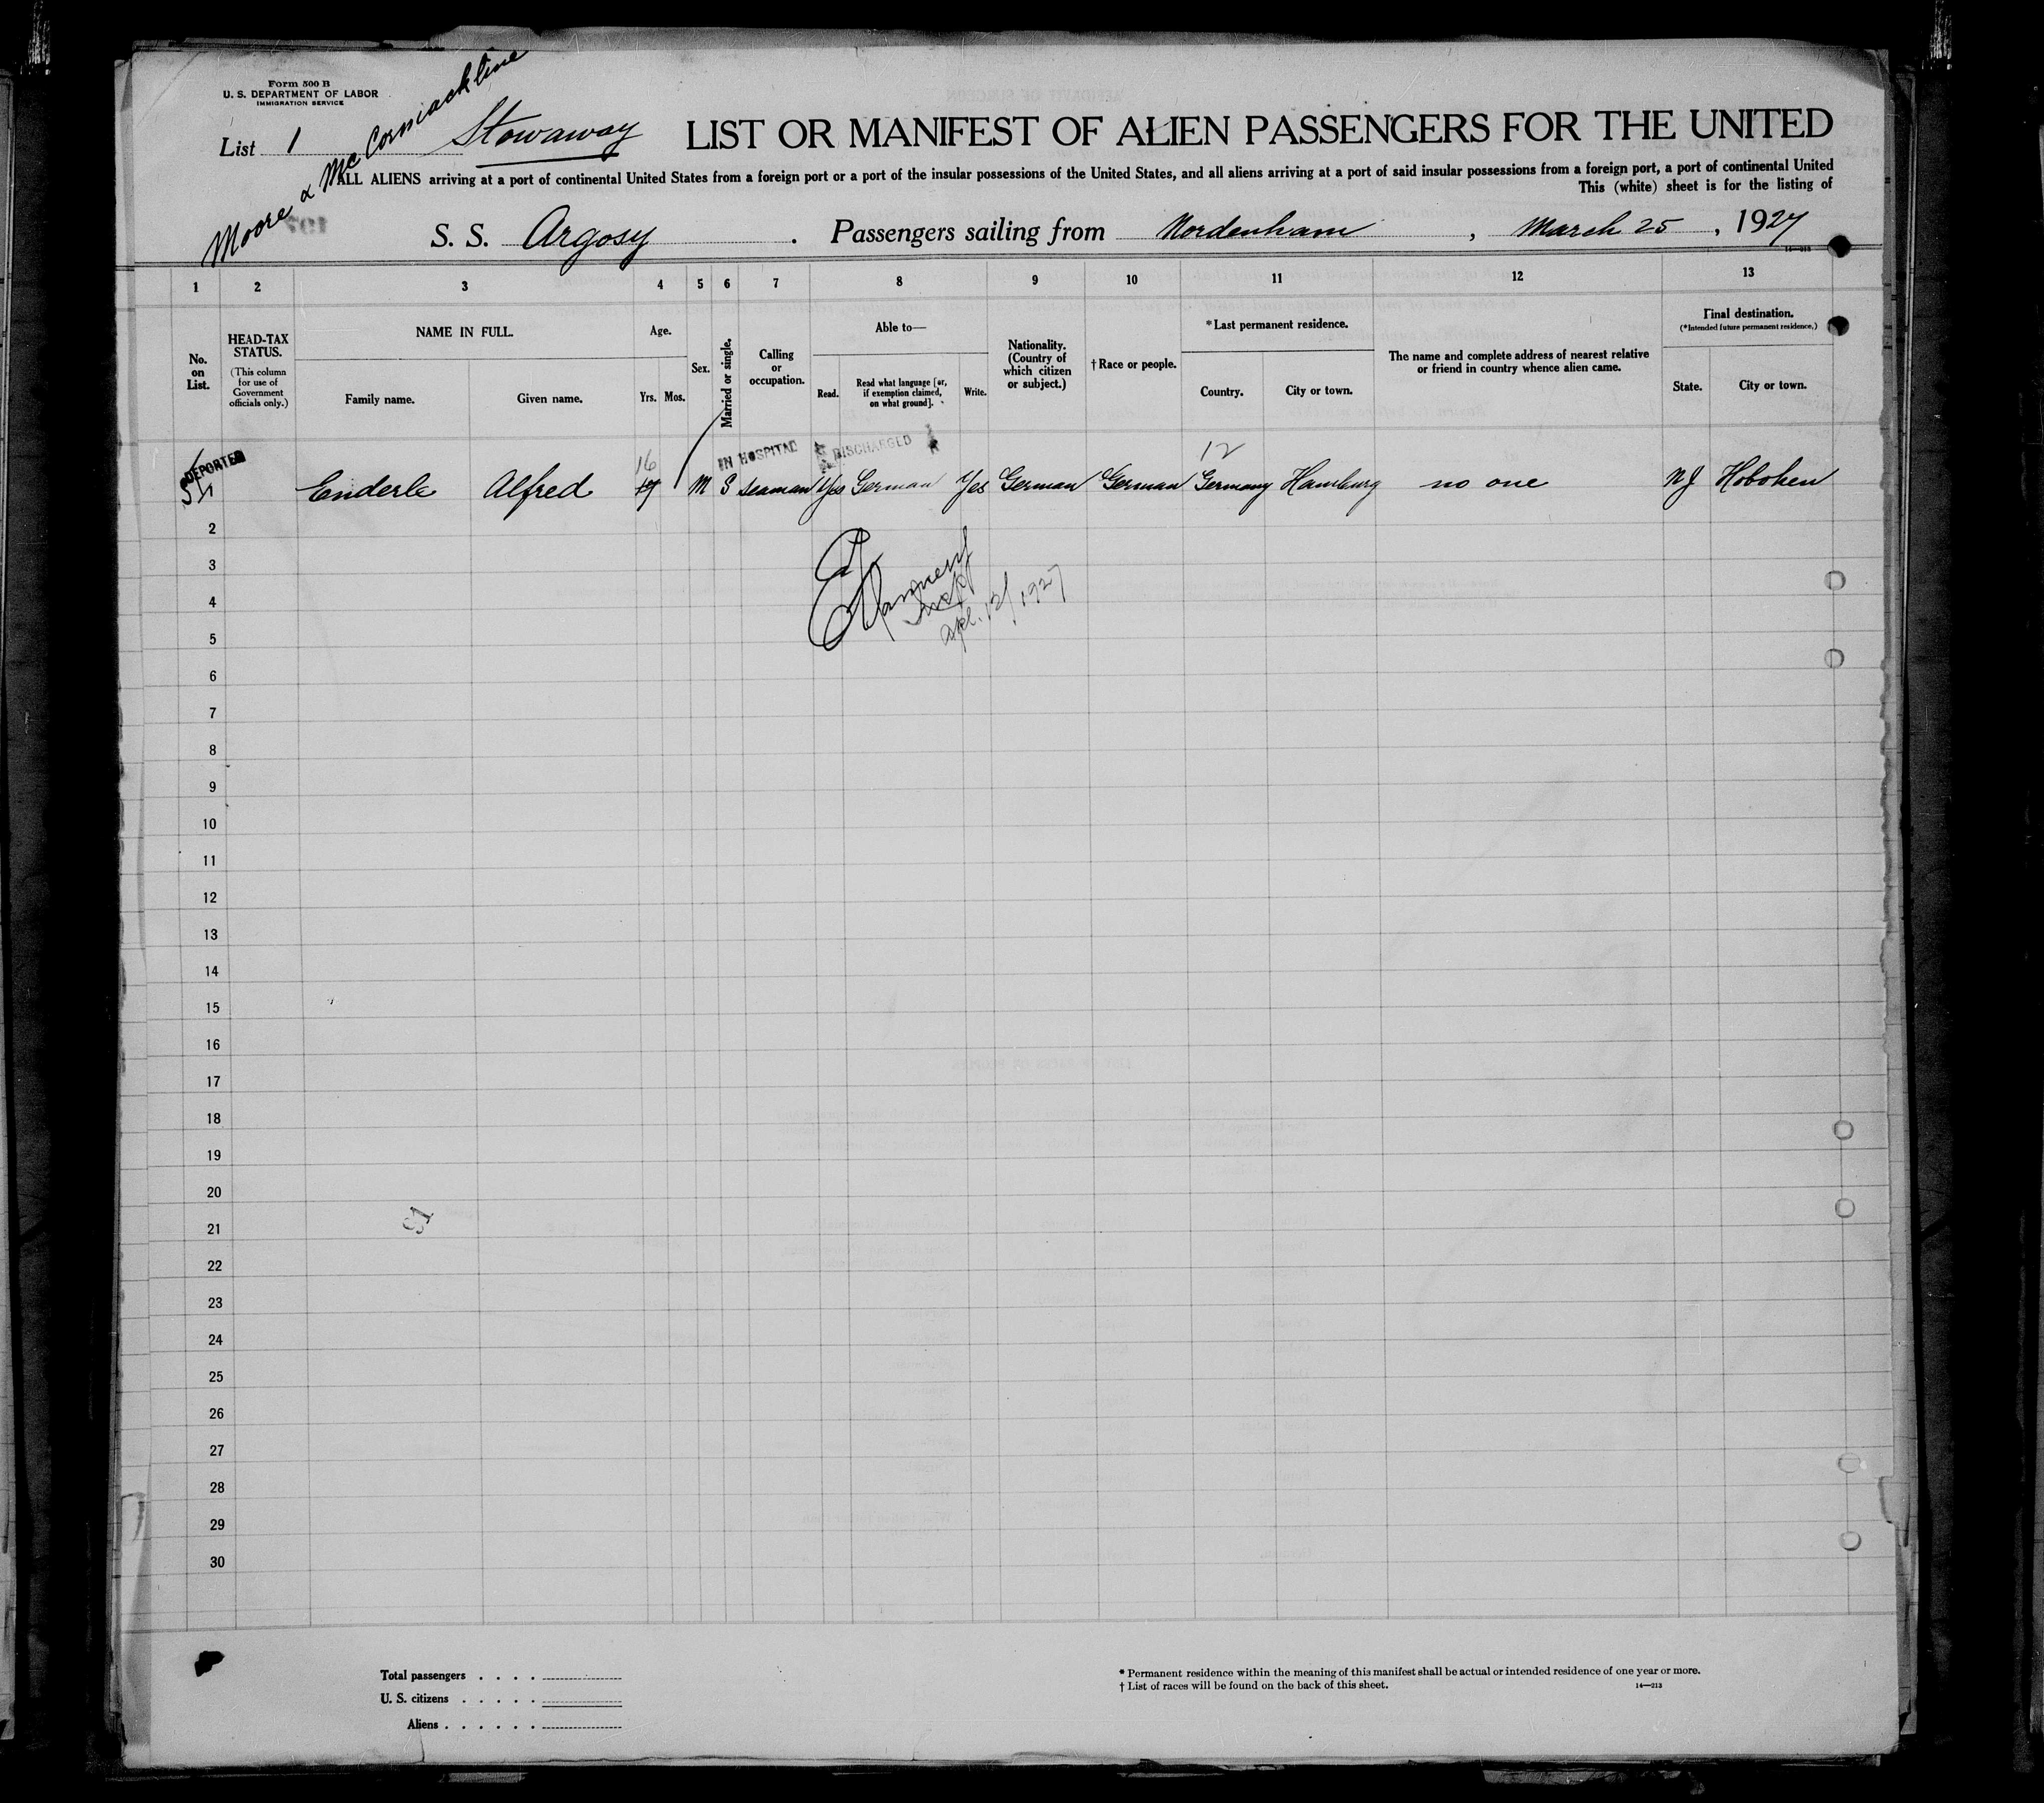 Form 500 B
U. S. DEPARTMENT OF LABOR
IMMIGRATION SERVICE
Moore & McCormack line
List 1
Stowaway
LIST OR MANIFEST OF ALIEN PASSENGERS FOR THE UNITED
ALL ALIENS arriving at a port of continental United States from a foreign port or a port of the insular possessions of the United States, and all aliens arriving at a port of said insular possessions from a foreign port, a port of continental United
This (white) sheet is for the listing of
S. S. Argosy . Passengers sailing from Nordenham , March 25 , 1927
14—213
1 2 3 4 5 6 7 8 9 10 11 12 13
No. on List.
HEAD-TAX STATUS.
(This column for use of Government officials only.)
NAME IN FULL.
Family name. Given name.
Age.
Yrs. Mos.
Sex.
Married or single.
Calling or occupation.
Able to—
Read. Read what language [or, if exemption claimed, on what ground]. Write.
Nationality. (Country of which citizen or subject.)
† Race or people.
*Last permanent residence.
Country. City or town.
The name and complete address of nearest relative or friend in country whence alien came.
Final destination.
(*Intended future permanent residence.)
State. City or town.
DEPORTED
16
IN HOSPITAL
DISCHARGED
12
Enderle Alfred 17 M S seaman Yes German Yes German German Germany Hamburg no one NJ Hoboken
2
3
Insp
Apl. 12/1927
4
5
6
7
8
9
10
11
12
13
14
15
16
17
18
19
20
21
22
23
24
25
26
27
28
29
30
Total passengers . . . .
U. S. citizens . . . . .
Aliens . . . . . .
* Permanent residence within the meaning of this manifest shall be actual or intended residence of one year or more.
† List of races will be found on the back of this sheet.
14—213